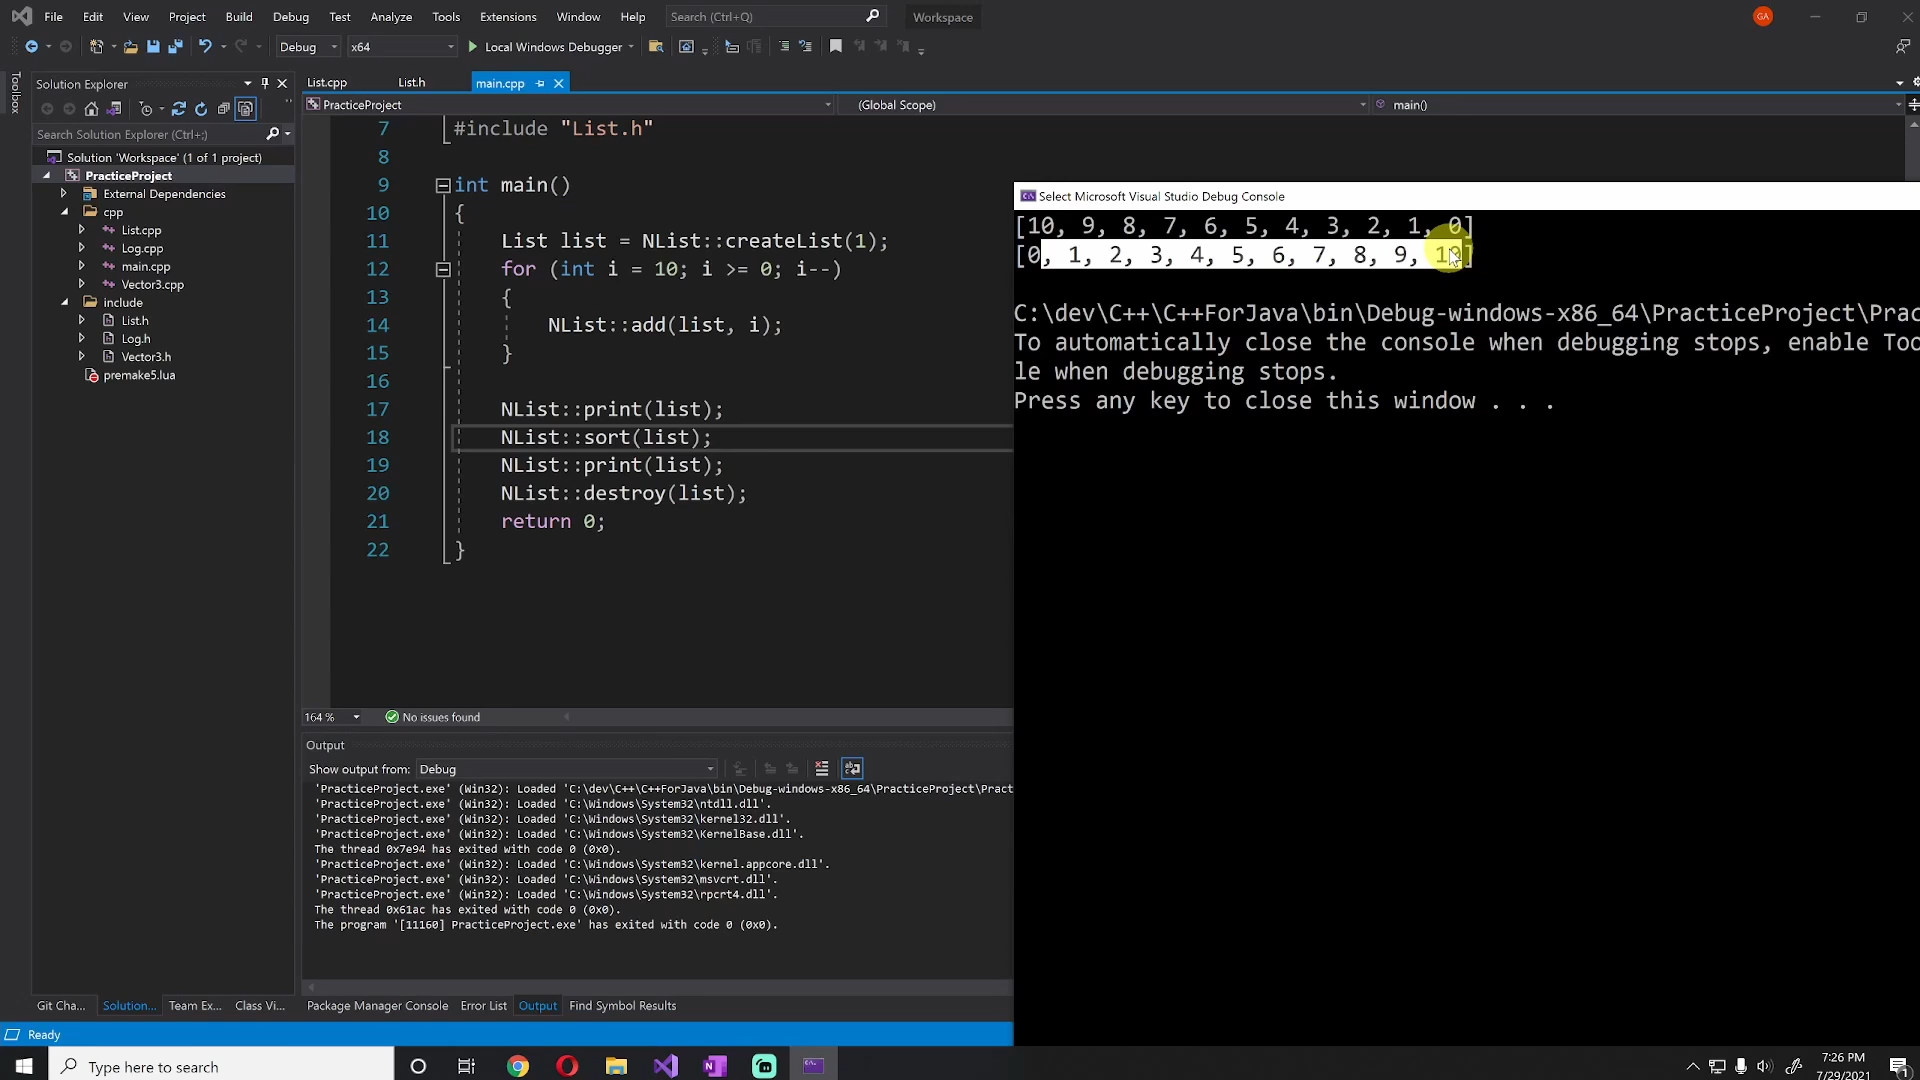 File Edit View Project Build Debug Test Analyze Tools Extensions Window Help Search (Ctrl+Q) Workspace GA
Debug x64 Local Windows Debugger
Toolbox
Solution Explorer
Search Solution Explorer (Ctrl+;)
Solution 'Workspace' (1 of 1 project)
PracticeProject
External Dependencies
cpp
List.cpp
Log.cpp
main.cpp
Vector3.cpp
include
List.h
Log.h
Vector3.h
premake5.lua
Git Cha... Solution... Team Ex... Class Vi...
List.cpp List.h main.cpp
PracticeProject (Global Scope) main()
7 #include "List.h"
8
9 int main()
10 {
11 List list = NList::createList(1);
12 for (int i = 10; i >= 0; i--)
13 {
14 NList::add(list, i);
15 }
16
17 NList::print(list);
18 NList::sort(list);
19 NList::print(list);
20 NList::destroy(list);
21 return 0;
22 }
164 % No issues found
Output
Show output from: Debug
'PracticeProject.exe' (Win32): Loaded 'C:\dev\C++\C++ForJava\bin\Debug-windows-x86_64\PracticeProject\Pract
'PracticeProject.exe' (Win32): Loaded 'C:\Windows\System32\ntdll.dll'.
'PracticeProject.exe' (Win32): Loaded 'C:\Windows\System32\kernel32.dll'.
'PracticeProject.exe' (Win32): Loaded 'C:\Windows\System32\KernelBase.dll'.
The thread 0x7e94 has exited with code 0 (0x0).
'PracticeProject.exe' (Win32): Loaded 'C:\Windows\System32\kernel.appcore.dll'.
'PracticeProject.exe' (Win32): Loaded 'C:\Windows\System32\msvcrt.dll'.
'PracticeProject.exe' (Win32): Loaded 'C:\Windows\System32\rpcrt4.dll'.
The thread 0x61ac has exited with code 0 (0x0).
The program '[11160] PracticeProject.exe' has exited with code 0 (0x0).
Package Manager Console Error List Output Find Symbol Results
Select Microsoft Visual Studio Debug Console
[10, 9, 8, 7, 6, 5, 4, 3, 2, 1, 0]
[0, 1, 2, 3, 4, 5, 6, 7, 8, 9, 10]
C:\dev\C++\C++ForJava\bin\Debug-windows-x86_64\PracticeProject\Prac
To automatically close the console when debugging stops, enable Too
le when debugging stops.
Press any key to close this window . . .
Ready
Type here to search
7:26 PM
7/29/2021
1